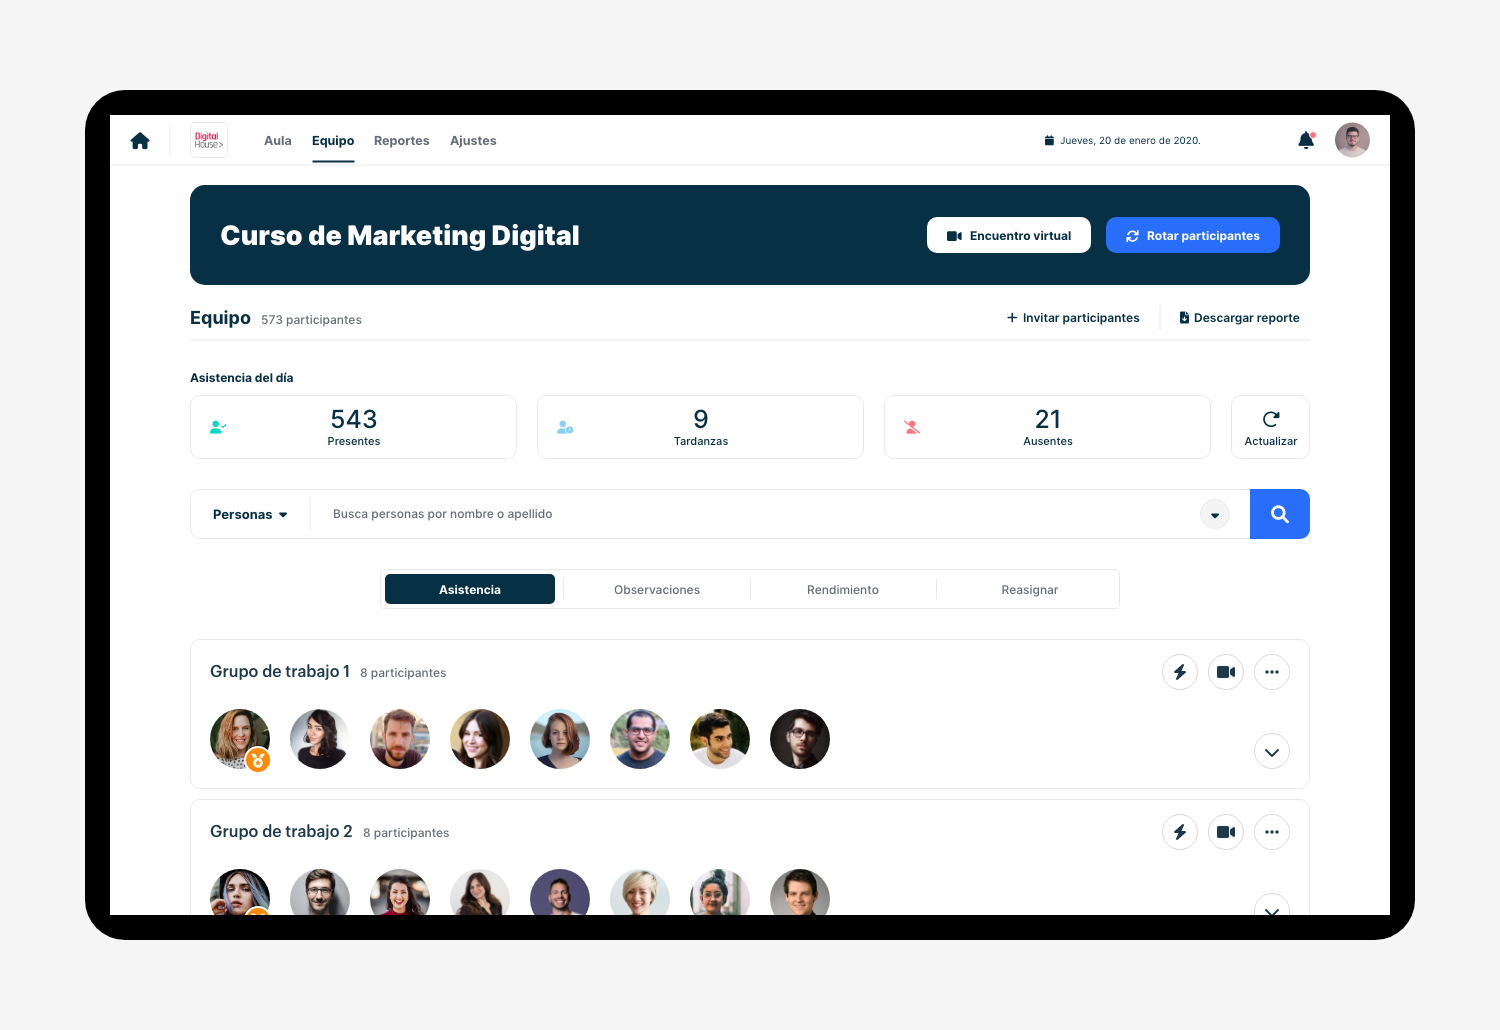 Digital
House>
Aula
Equipo
Reportes
Ajustes
Jueves, 20 de enero de 2020.
Curso de Marketing Digital
Encuentro virtual
Rotar participantes
Equipo 573 participantes
+ Invitar participantes
Descargar reporte
Asistencia del día
543
Presentes
9
Tardanzas
21
Ausentes
Actualizar
Personas
Busca personas por nombre o apellido
Asistencia
Observaciones
Rendimiento
Reasignar
Grupo de trabajo 1 8 participantes
Grupo de trabajo 2 8 participantes